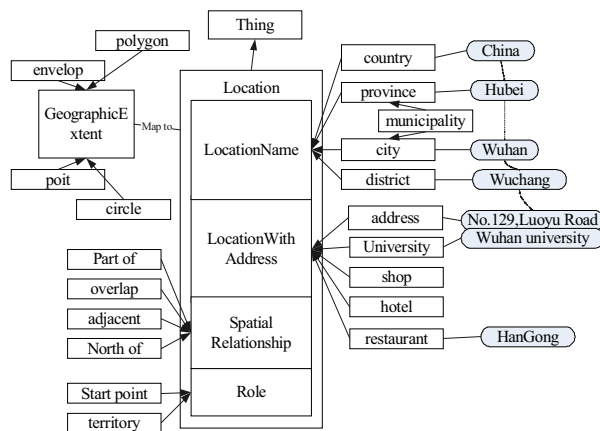 Thing
polygon
envelop
GeographicE
xtent
poit
circle
Map to
Location
LocationName
LocationWith
Address
Spatial
Relationship
Role
Part of
overlap
adjacent
North of
Start point
territory
country
province
municipality
city
district
address
University
shop
hotel
restaurant
China
Hubei
Wuhan
Wuchang
No.129,Luoyu Road
Wuhan university
HanGong